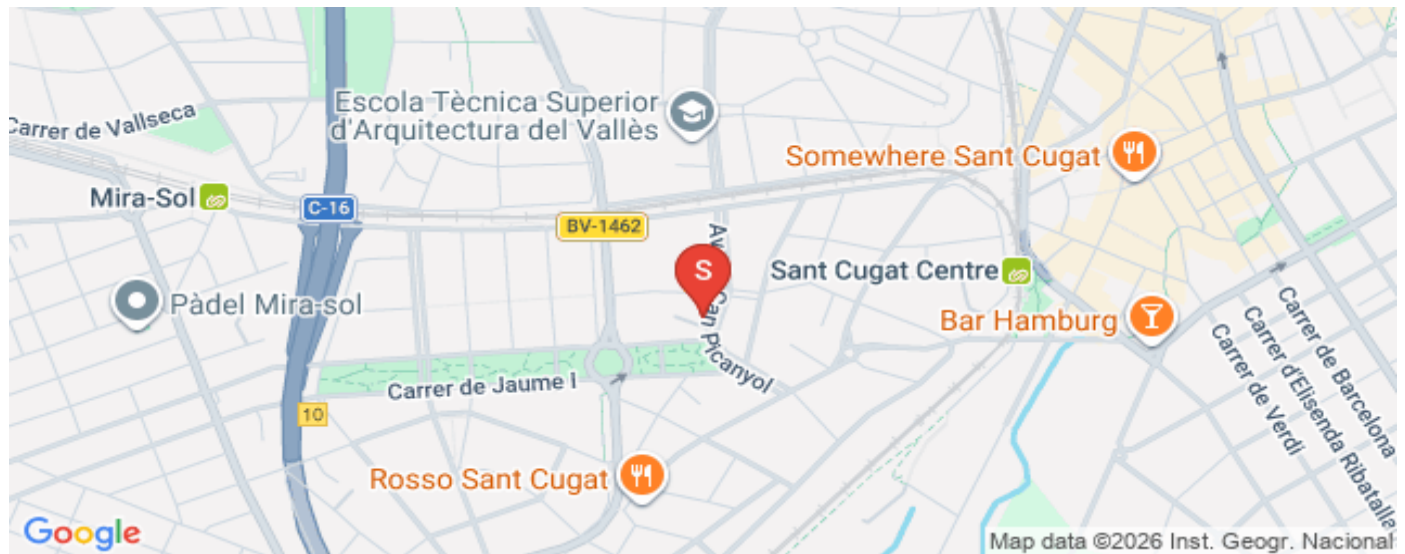 Escola Tècnica Superior
d'Arquitectura del Vallès
Carrer de Vallseca
Somewhere Sant Cugat
Mira-Sol
C-16
BV-1462
Av
Can Picanyol
S
Sant Cugat Centre
Pàdel Mira-sol
Bar Hamburg
Carrer de Jaume I
10
Rosso Sant Cugat
Carrer de Barcelona
Carrer d'Elisenda Ribatalla
Carrer de Verdi
Google
Map data ©2026 Inst. Geogr. Nacional